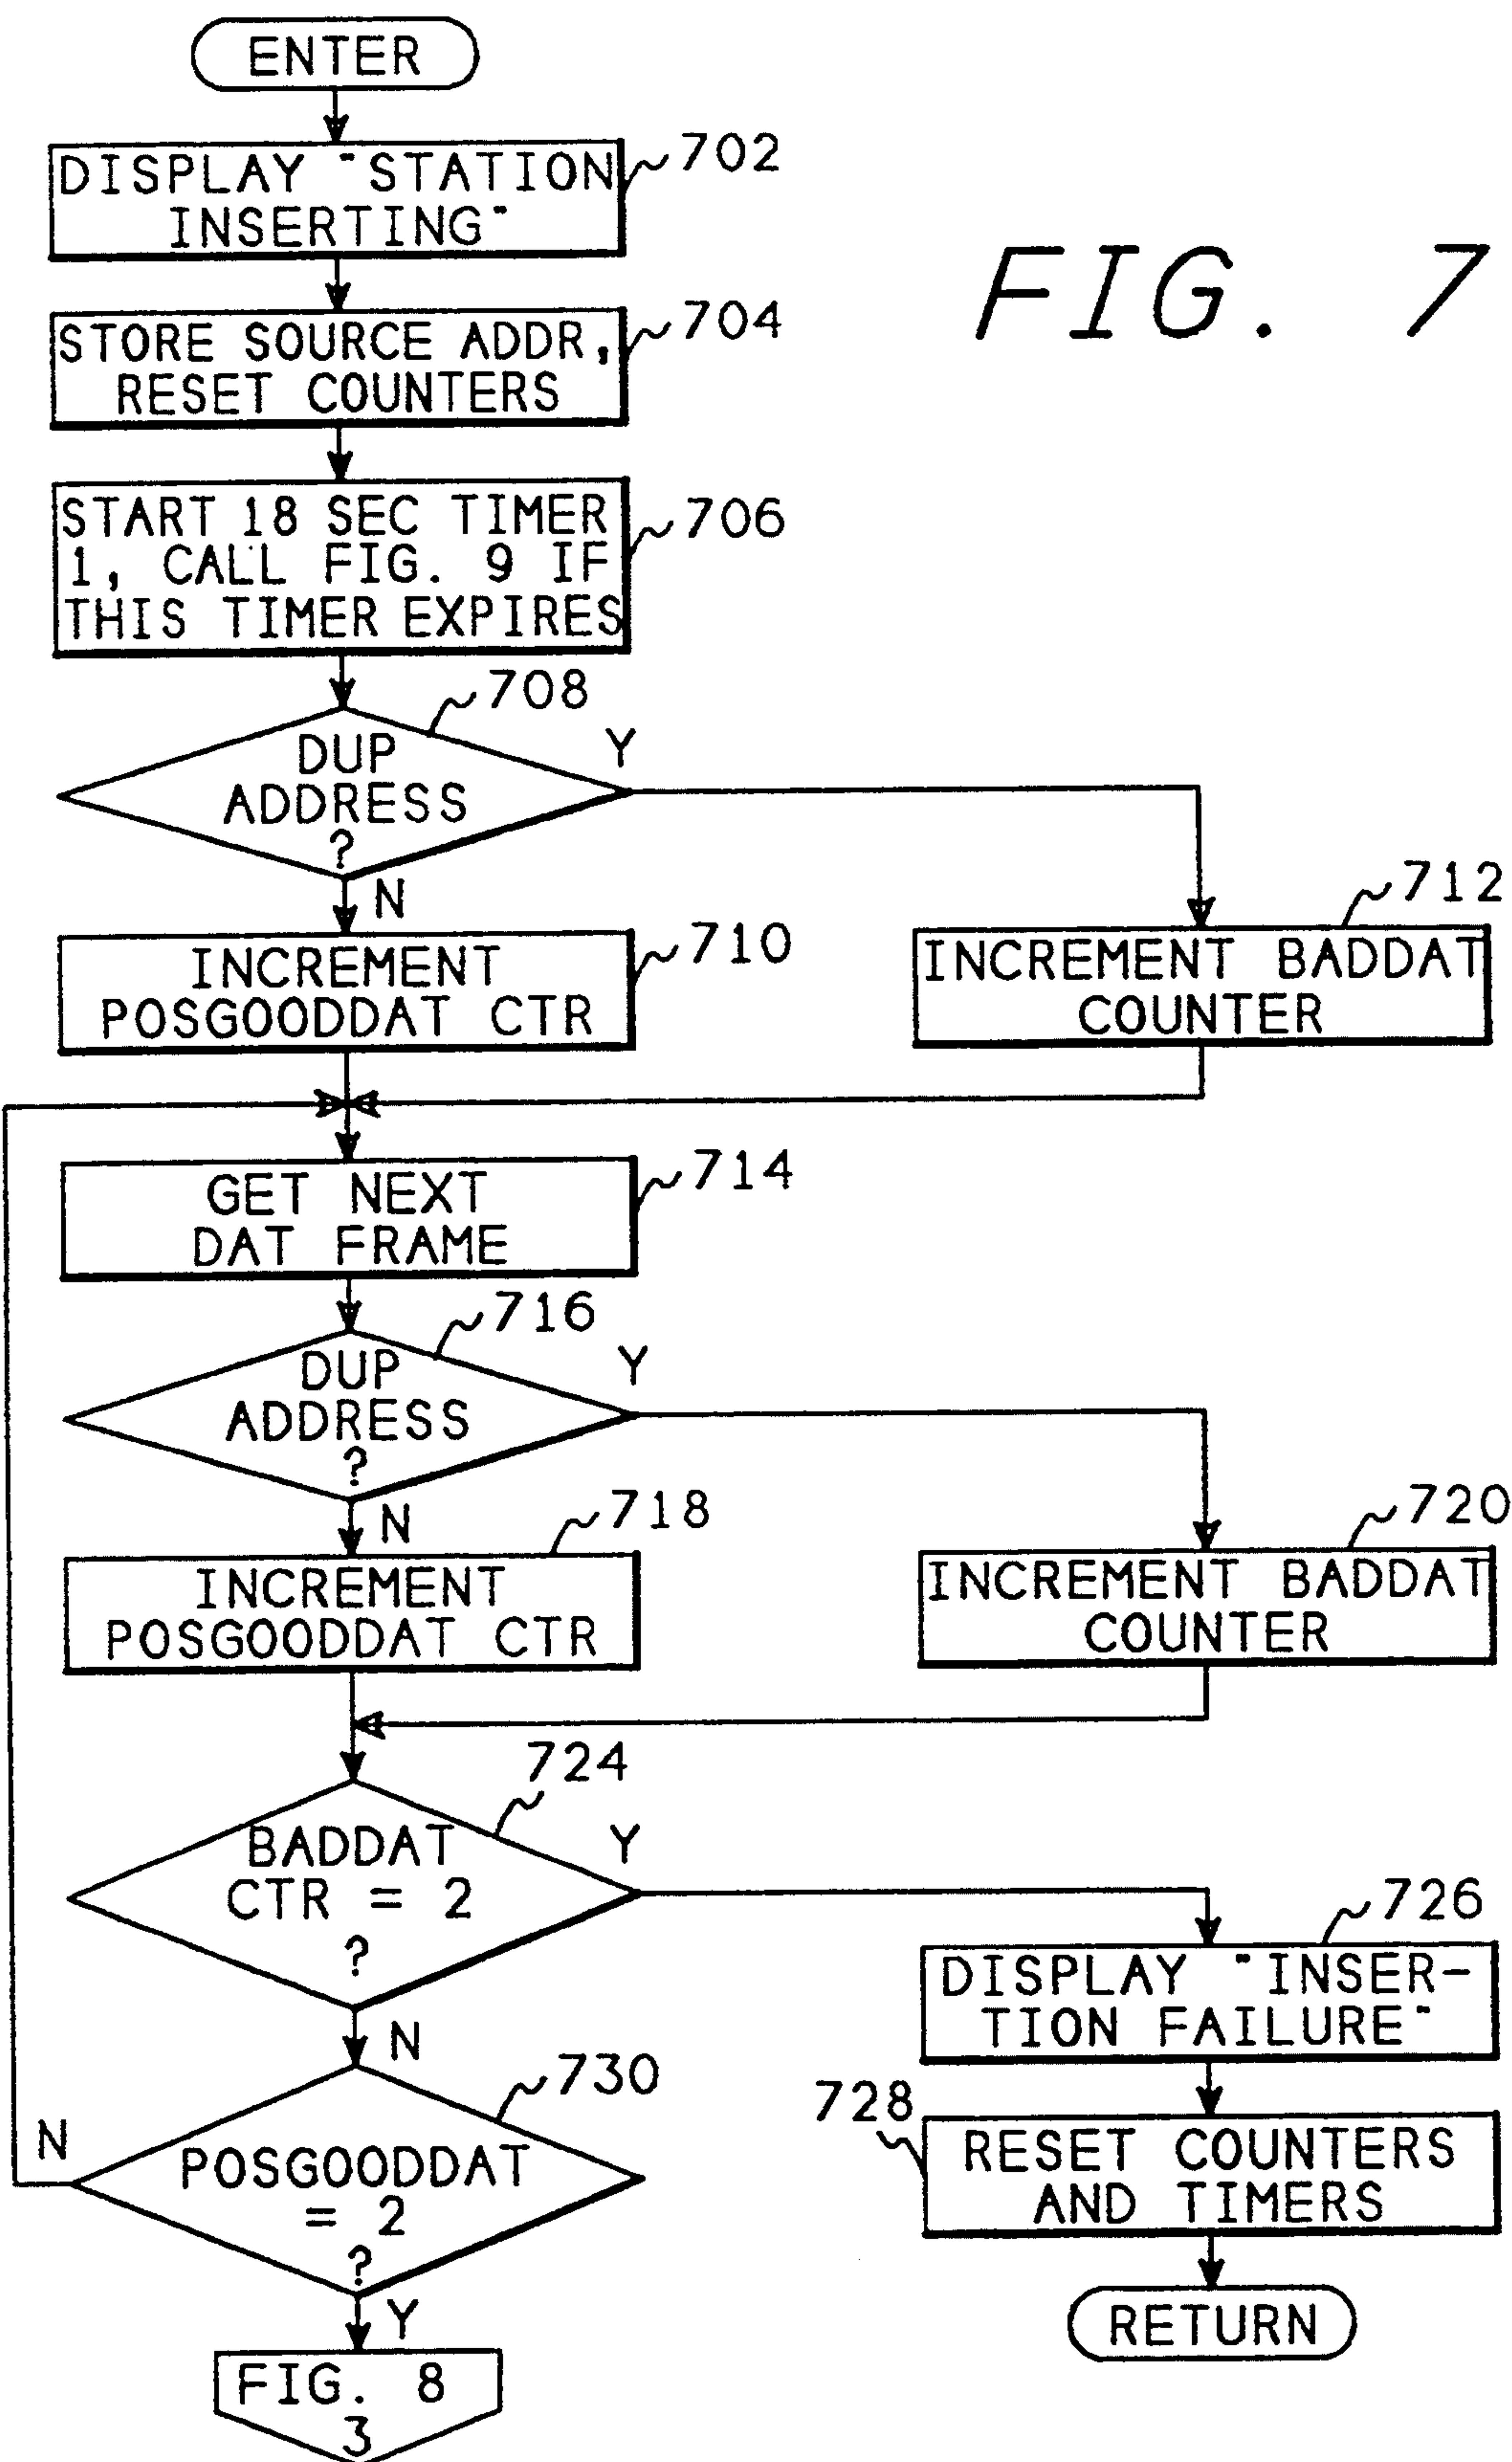 ENTER
DISPLAY "STATION
INSERTING"
702
FIG. 7
STORE SOURCE ADDR,
RESET COUNTERS
704
START 18 SEC TIMER
1, CALL FIG. 9 IF
THIS TIMER EXPIRES
706
708
DUP
ADDRESS
?
Y
N
INCREMENT
POSGOODDAT CTR
710
712
INCREMENT BADDAT
COUNTER
GET NEXT
DAT FRAME
714
716
DUP
ADDRESS
?
Y
N
718
INCREMENT
POSGOODDAT CTR
720
INCREMENT BADDAT
COUNTER
724
BADDAT
CTR = 2
?
Y
N
726
DISPLAY "INSER-
TION FAILURE"
730
POSGOODDAT
= 2
?
N
Y
728
RESET COUNTERS
AND TIMERS
RETURN
FIG. 8
3